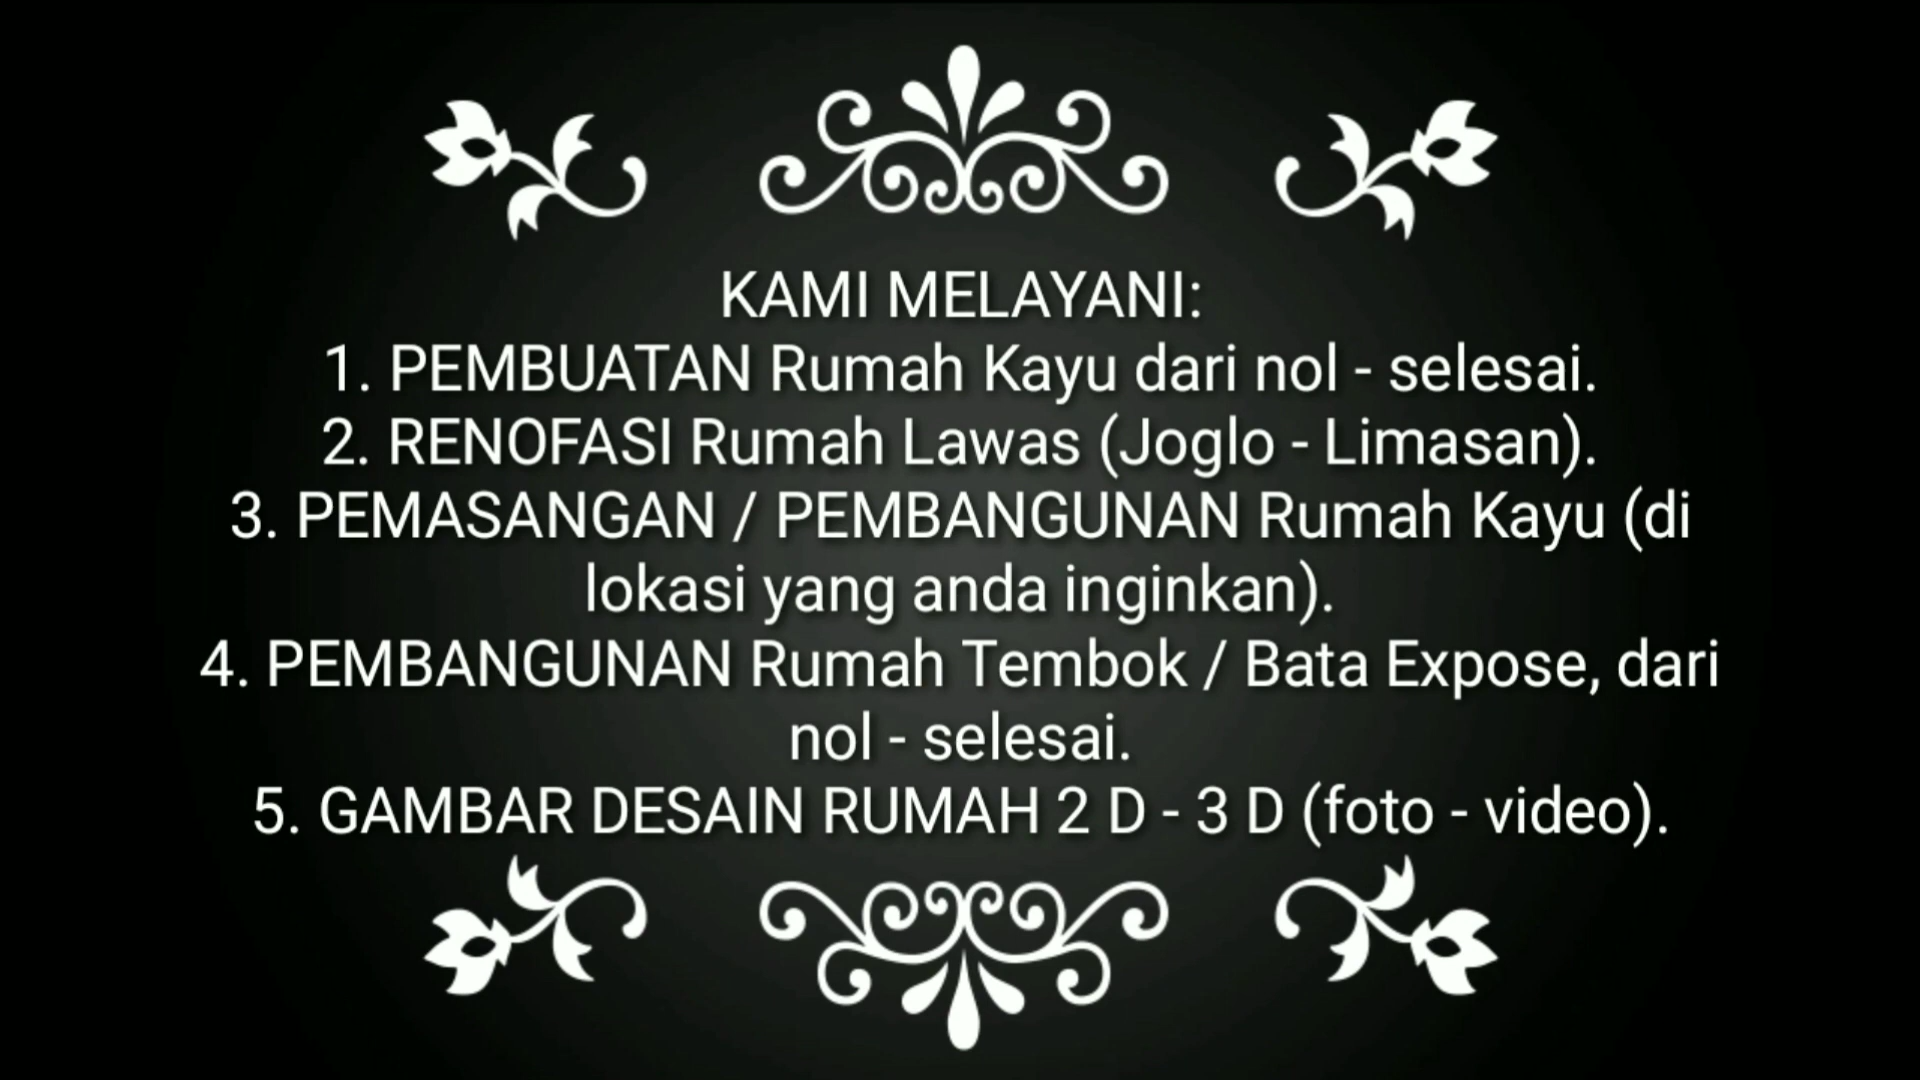 KAMI MELAYANI:
1. PEMBUATAN Rumah Kayu dari nol - selesai.
2. RENOFASI Rumah Lawas (Joglo - Limasan).
3. PEMASANGAN / PEMBANGUNAN Rumah Kayu (di
lokasi yang anda inginkan).
4. PEMBANGUNAN Rumah Tembok / Bata Expose, dari
nol - selesai.
5. GAMBAR DESAIN RUMAH 2 D - 3 D (foto - video).